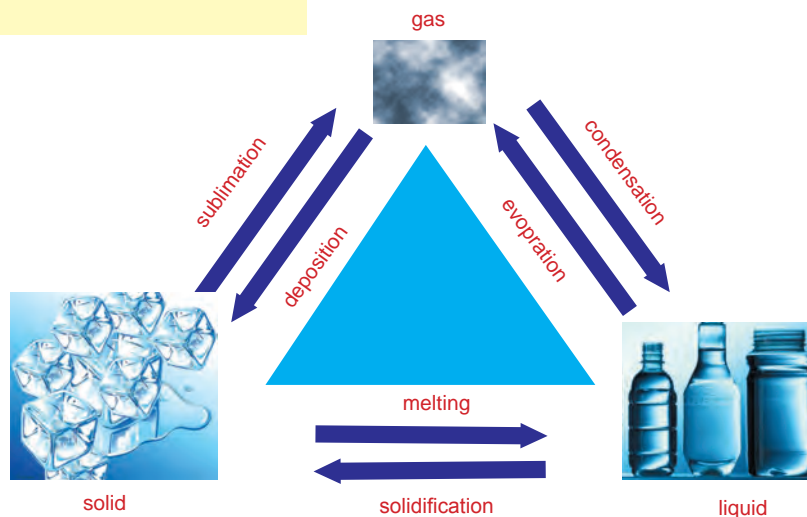 gas
sublimation
deposition
condensation
evopration
melting
solid
solidification
liquid